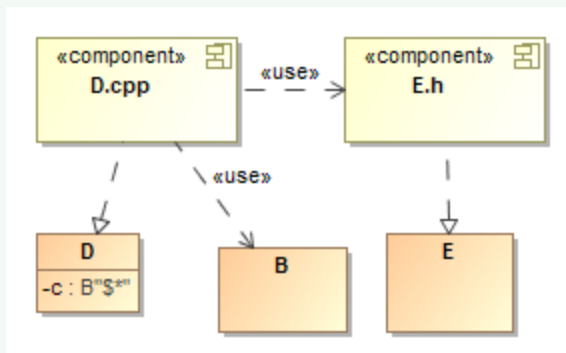 «component»
D.cpp
«use»
«component»
E.h
«use»
D
-c : B"$*"
B
E